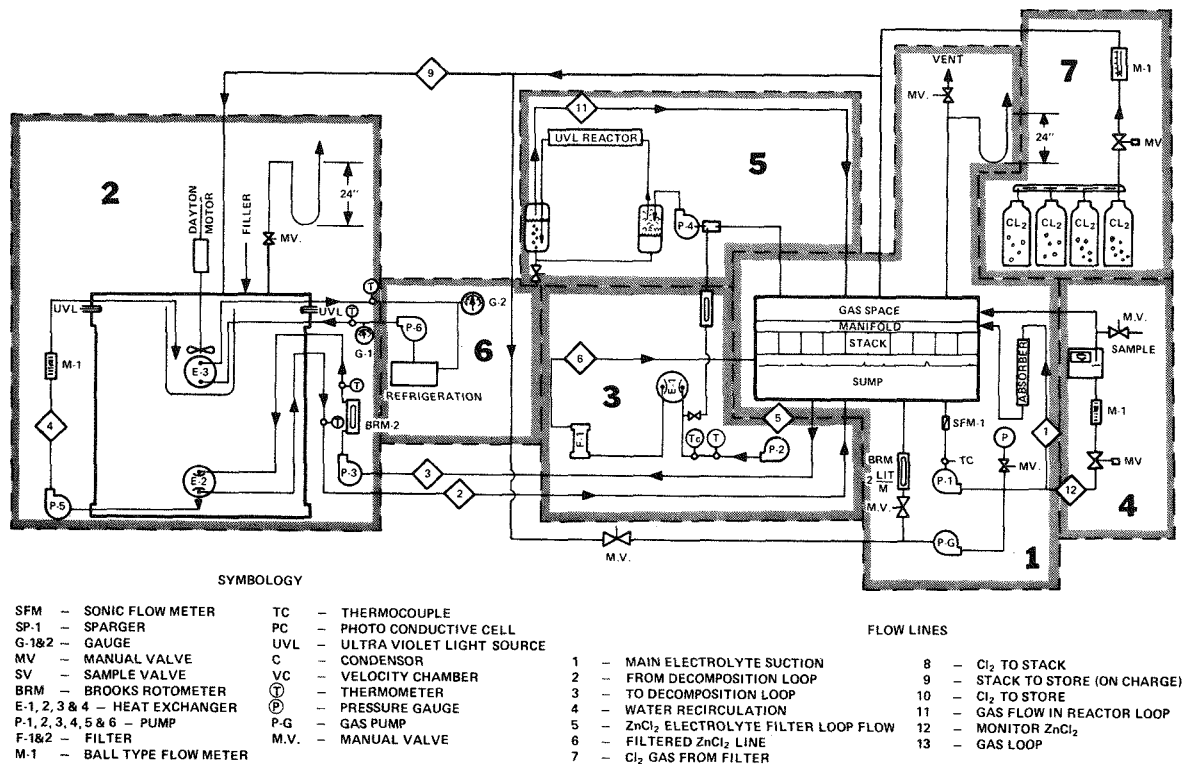 9
VENT
7
M-1
MV.
11
2
UVL REACTOR
5
24"
MV
DAYTON
MOTOR
FILLER
24"
P-4
CL2 CL2 CL2 CL2
MV.
T
G-2
UVL
UVL
T
P-6
GAS SPACE
MANIFOLD
STACK
SUMP
M.V.
SAMPLE
G-1
6
6
ABSORBER
M-1
E-3
T
REFRIGERATION
3
E-1
M-1
4
T
BRM-2
F-1
5
SFM-1
P
1
Tc T
P-2
BRM
2 LIT
M
TC
MV.
MV
E-2
P-3
3
P-1
12
4
P-5
2
M.V.
P-G
1
M.V.
SYMBOLOGY
SFM – SONIC FLOW METER
SP-1 – SPARGER
G-1&2 – GAUGE
MV – MANUAL VALVE
SV – SAMPLE VALVE
BRM – BROOKS ROTOMETER
E-1, 2, 3 & 4 – HEAT EXCHANGER
P-1, 2, 3, 4, 5 & 6 – PUMP
F-1&2 – FILTER
M-1 – BALL TYPE FLOW METER
TC – THERMOCOUPLE
PC – PHOTO CONDUCTIVE CELL
UVL – ULTRA VIOLET LIGHT SOURCE
C – CONDENSOR
VC – VELOCITY CHAMBER
T – THERMOMETER
P – PRESSURE GAUGE
P-G – GAS PUMP
M.V. – MANUAL VALVE
FLOW LINES
1 – MAIN ELECTROLYTE SUCTION
2 – FROM DECOMPOSITION LOOP
3 – TO DECOMPOSITION LOOP
4 – WATER RECIRCULATION
5 – ZnCl2 ELECTROLYTE FILTER LOOP FLOW
6 – FILTERED ZnCl2 LINE
7 – Cl2 GAS FROM FILTER
8 – Cl2 TO STACK
9 – STACK TO STORE (ON CHARGE)
10 – Cl2 TO STORE
11 – GAS FLOW IN REACTOR LOOP
12 – MONITOR ZnCl2
13 – GAS LOOP